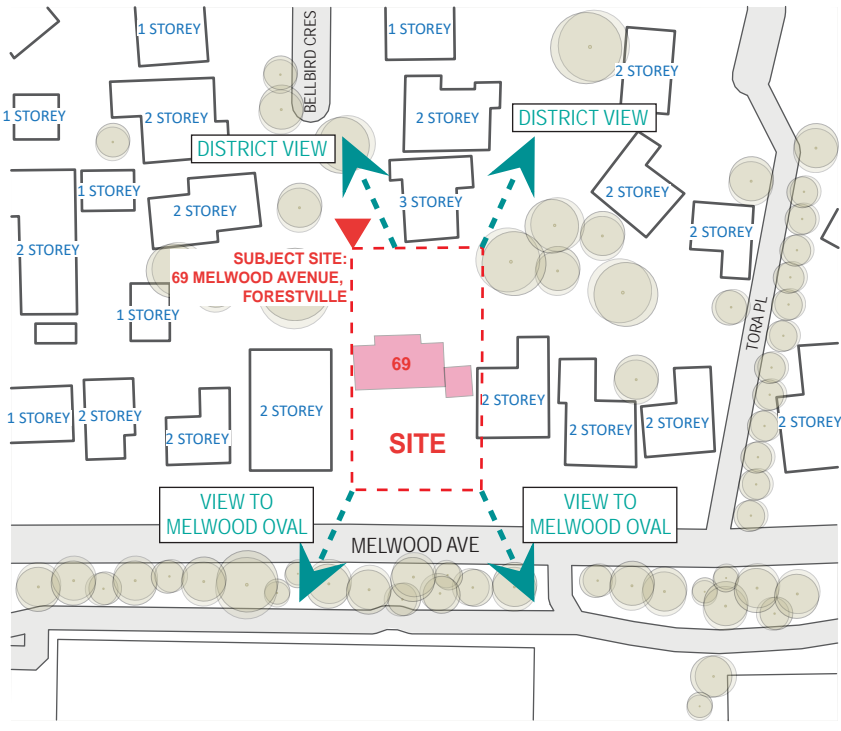 1 STOREY
1 STOREY
BELLBIRD CRES
2 STOREY
1 STOREY
2 STOREY
2 STOREY
DISTRICT VIEW
DISTRICT VIEW
1 STOREY
2 STOREY
3 STOREY
2 STOREY
2 STOREY
2 STOREY
SUBJECT SITE:
69 MELWOOD AVENUE,
FORESTVILLE
1 STOREY
TORA PL
69
1 STOREY
2 STOREY
2 STOREY
2 STOREY
2 STOREY
2 STOREY
2 STOREY
2 STOREY
SITE
VIEW TO
MELWOOD OVAL
VIEW TO
MELWOOD OVAL
MELWOOD AVE